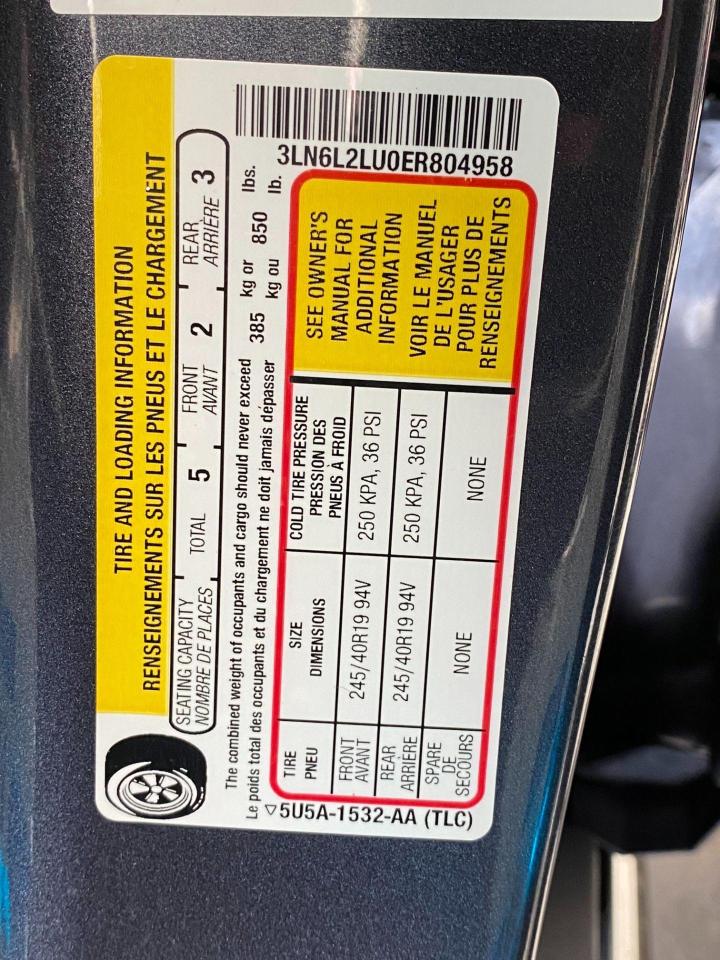 TIRE AND LOADING INFORMATION
RENSEIGNEMENTS SUR LES PNEUS ET LE CHARGEMENT
SEATING CAPACITY
NOMBRE DE PLACES
TOTAL 5
FRONT
AVANT 2
REAR
ARRIÈRE 3
The combined weight of occupants and cargo should never exceed 385 kg or 850 lbs.
Le poids total des occupants et du chargement ne doit jamais dépasser 385 kg ou 850 lb.
3LN6L2LU0ER804958
TIRE SIZE COLD TIRE PRESSURE
PNEU DIMENSIONS PRESSION DES
PNEUS À FROID
FRONT
AVANT 245/40R19 94V 250 KPA, 36 PSI
REAR
ARRIÈRE 245/40R19 94V 250 KPA, 36 PSI
SPARE
DE
SECOURS NONE NONE
SEE OWNER'S
MANUAL FOR
ADDITIONAL
INFORMATION
VOIR LE MANUEL
DE L'USAGER
POUR PLUS DE
RENSEIGNEMENTS
5U5A-1532-AA (TLC)